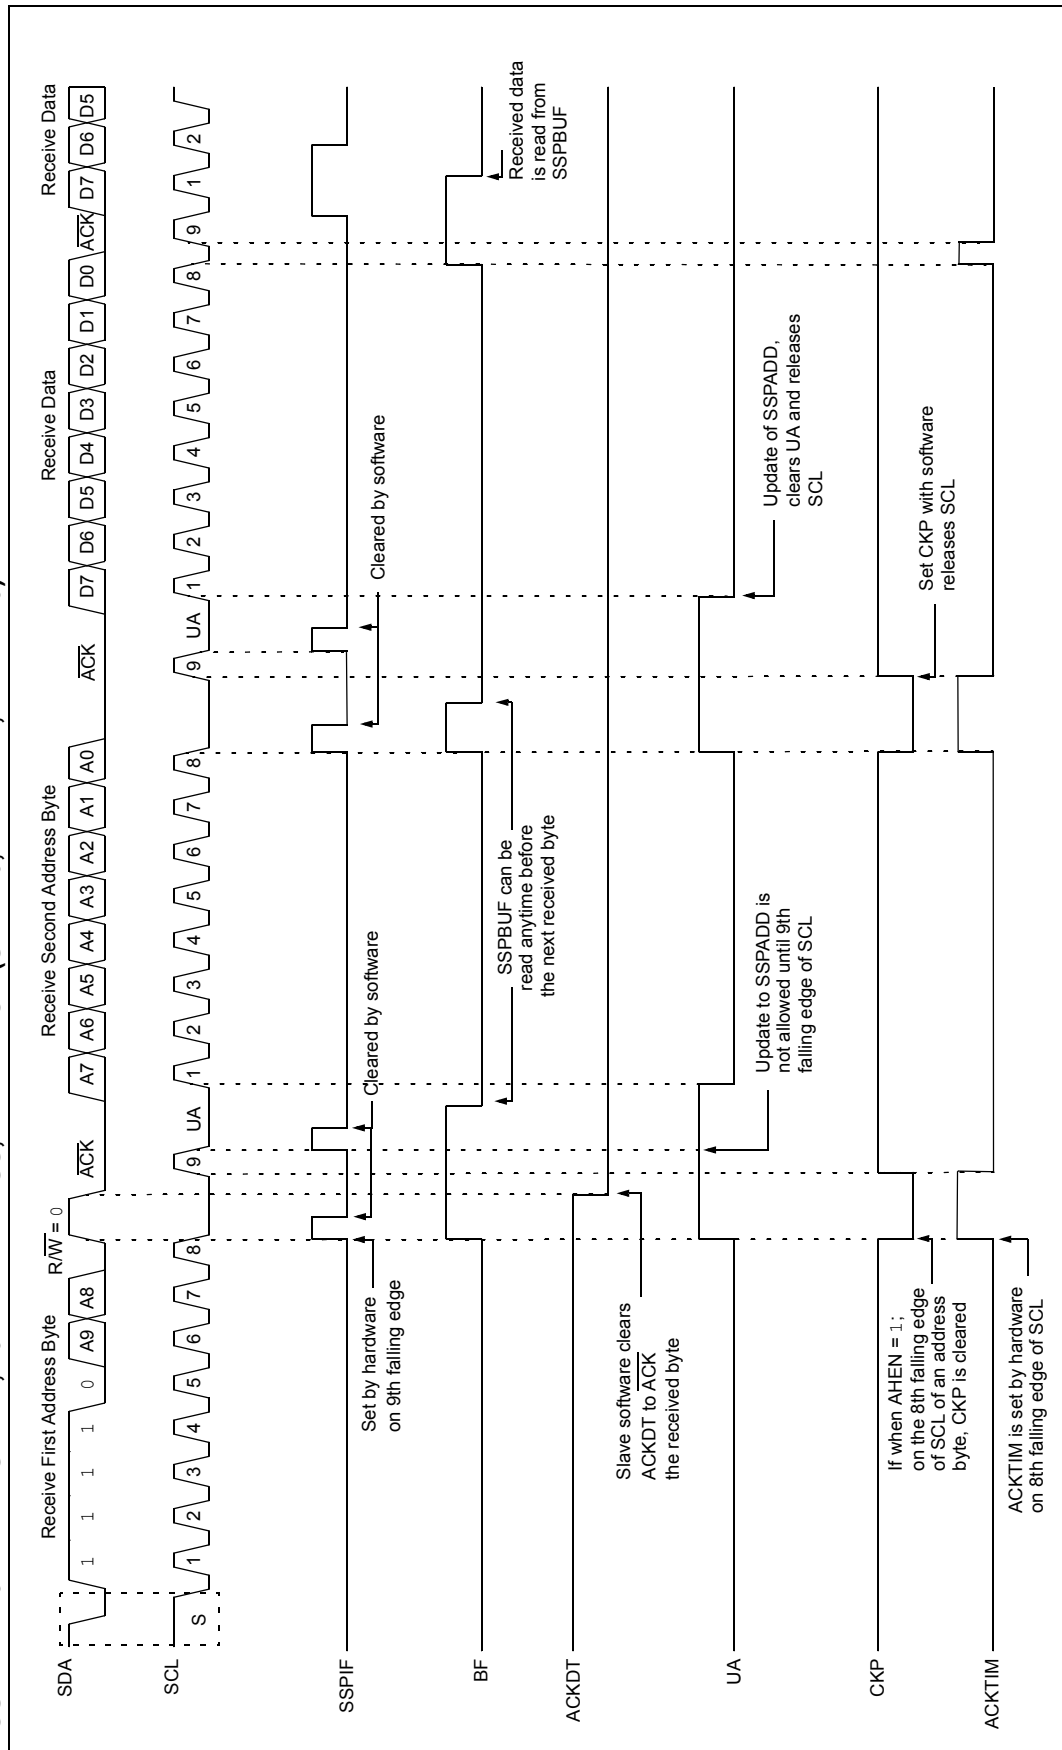 Receive First Address Byte
R/W = 0
Receive Second Address Byte
Receive Data
Receive Data
SDA
1 1 1 1 0 A9 A8
ACK
A7 A6 A5 A4 A3 A2 A1 A0
ACK
D7 D6 D5 D4 D3 D2 D1 D0
ACK
D7 D6 D5
SCL
S
1 2 3 4 5 6 7 8 9 UA
1 2 3 4 5 6 7 8 9 UA
1 2 3 4 5 6 7 8 9
1 2
SSPIF
Set by hardware
on 9th falling edge
Cleared by software
Cleared by software
BF
SSPBUF can be
read anytime before
the next received byte
Received data
is read from
SSPBUF
ACKDT
Slave software clears
ACKDT to ACK
the received byte
UA
Update to SSPADD is
not allowed until 9th
falling edge of SCL
Update of SSPADD,
clears UA and releases
SCL
CKP
If when AHEN = 1;
on the 8th falling edge
of SCL of an address
byte, CKP is cleared
Set CKP with software
releases SCL
ACKTIM
ACKTIM is set by hardware
on 8th falling edge of SCL